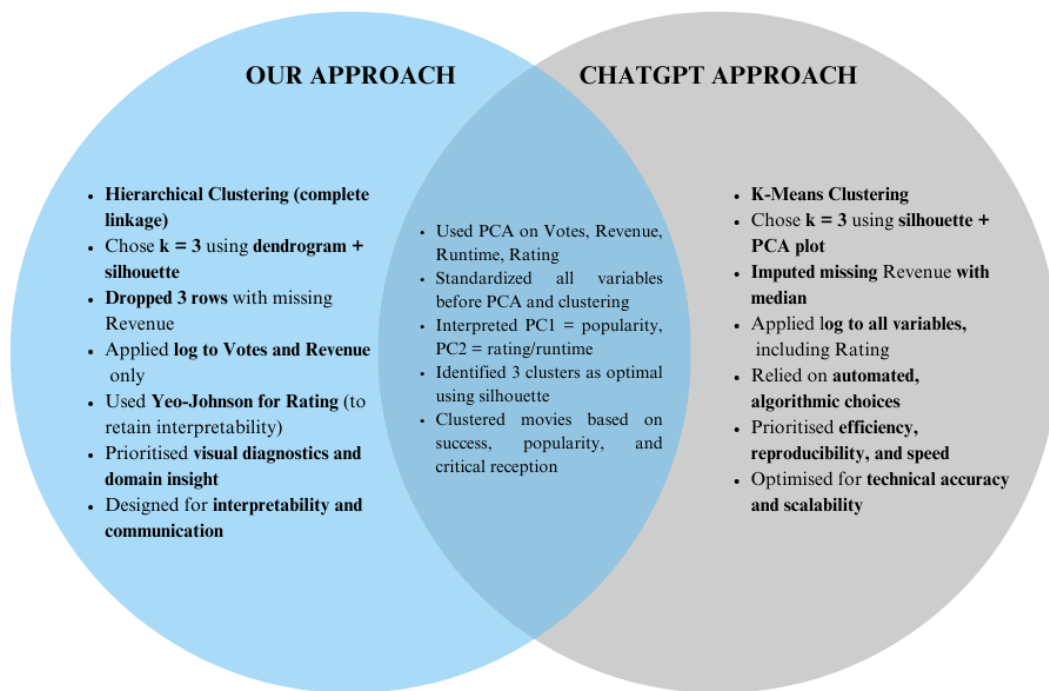 OUR APPROACH
CHATGPT APPROACH
• Hierarchical Clustering (complete
linkage)
• Chose k = 3 using dendrogram +
silhouette
• Dropped 3 rows with missing
Revenue
• Applied log to Votes and Revenue
only
• Used Yeo-Johnson for Rating (to
retain interpretability)
• Prioritised visual diagnostics and
domain insight
• Designed for interpretability and
communication
• Used PCA on Votes, Revenue,
Runtime, Rating
• Standardized all variables
before PCA and clustering
• Interpreted PC1 = popularity,
PC2 = rating/runtime
• Identified 3 clusters as optimal
using silhouette
• Clustered movies based on
success, popularity, and
critical reception
• K-Means Clustering
• Chose k = 3 using silhouette +
PCA plot
• Imputed missing Revenue with
median
• Applied log to all variables,
including Rating
• Relied on automated,
algorithmic choices
• Prioritised efficiency,
reproducibility, and speed
• Optimised for technical accuracy
and scalability